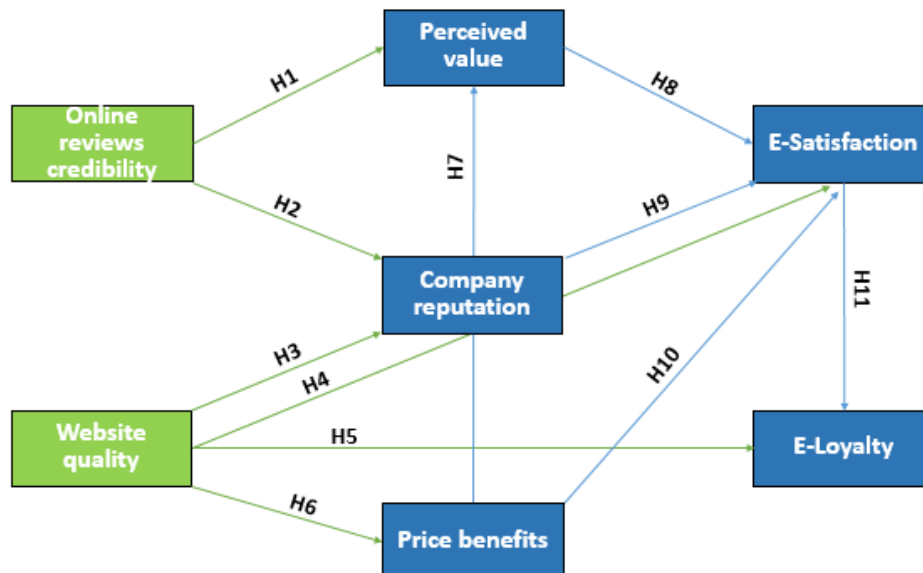 Perceived
value
H1
H8
Online
reviews
credibility
E-Satisfaction
H7
H2
H9
Company
reputation
H11
H3
H4
H10
Website
quality
H5
E-Loyalty
H6
Price benefits